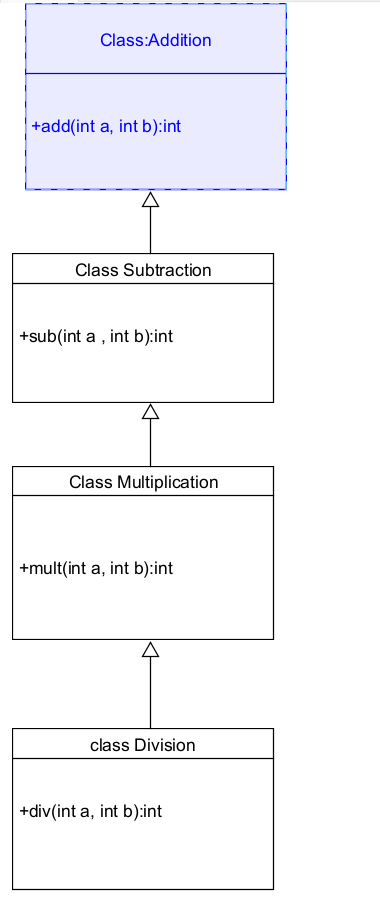 Class:Addition
+add(int a, int b):int
Class Subtraction
+sub(int a , int b):int
Class Multiplication
+mult(int a, int b):int
class Division
+div(int a, int b):int